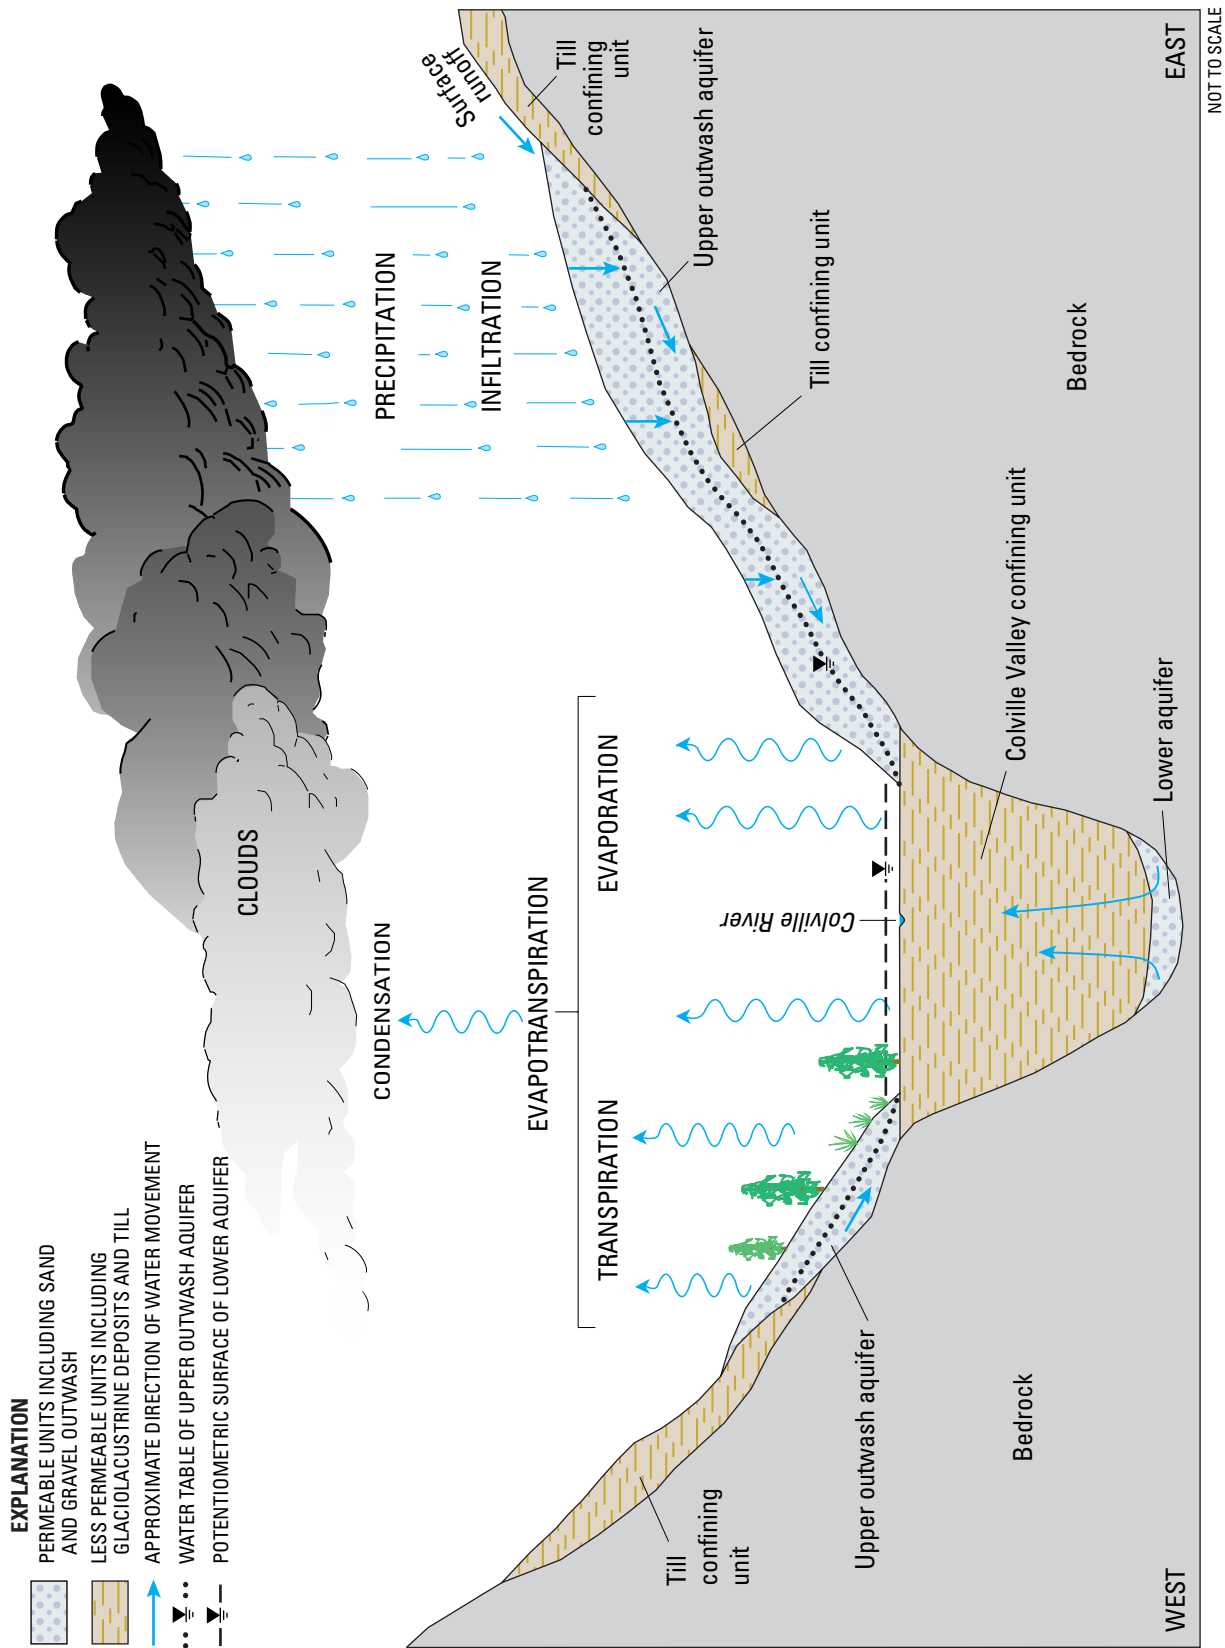 EXPLANATION
PERMEABLE UNITS INCLUDING SAND
AND GRAVEL OUTWASH
LESS PERMEABLE UNITS INCLUDING
GLACIOLACUSTRINE DEPOSITS AND TILL
APPROXIMATE DIRECTION OF WATER MOVEMENT
WATER TABLE OF UPPER OUTWASH AQUIFER
POTENTIOMETRIC SURFACE OF LOWER AQUIFER
CLOUDS
CONDENSATION
PRECIPITATION
INFILTRATION
EVAPOTRANSPIRATION
TRANSPIRATION
EVAPORATION
Surface
runoff
Till
confining
unit
Upper outwash aquifer
Till confining unit
Colville River
Till
confining
unit
Upper outwash aquifer
Colville Valley confining unit
Lower aquifer
Bedrock
Bedrock
WEST
EAST
NOT TO SCALE